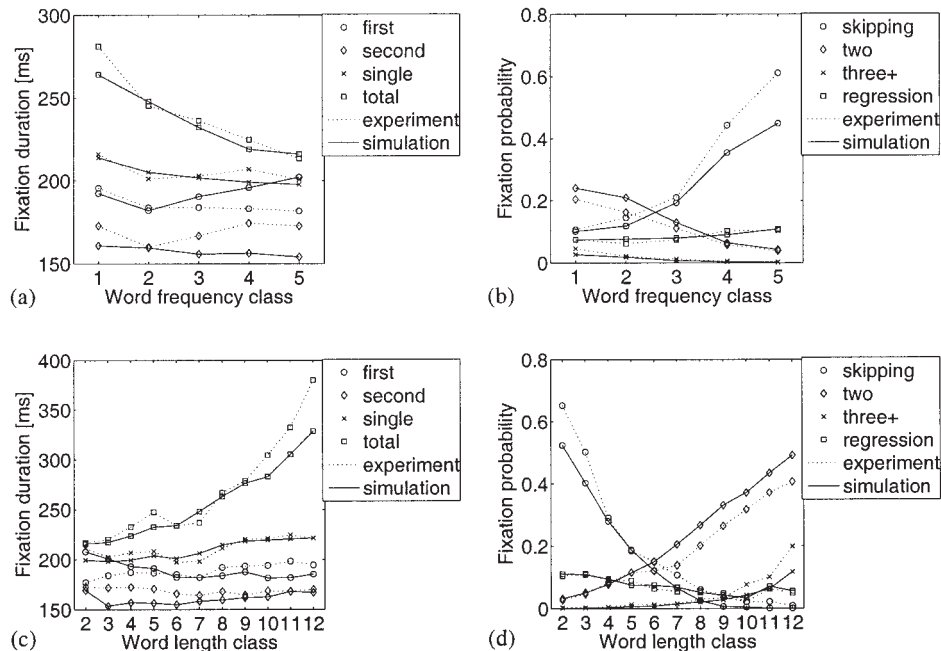 300
250
200
150
Fixation duration [ms]
1 2 3 4 5
Word frequency class
(a)
first
second
single
total
experiment
simulation
0.8
0.6
0.4
0.2
0
Fixation probability
1 2 3 4 5
Word frequency class
(b)
skipping
two
three+
regression
experiment
simulation
400
350
300
250
200
150
Fixation duration [ms]
2 3 4 5 6 7 8 9 10 11 12
Word length class
(c)
first
second
single
total
experiment
simulation
0.8
0.6
0.4
0.2
0
Fixation probability
2 3 4 5 6 7 8 9 10 11 12
Word length class
(d)
skipping
two
three+
regression
experiment
simulation